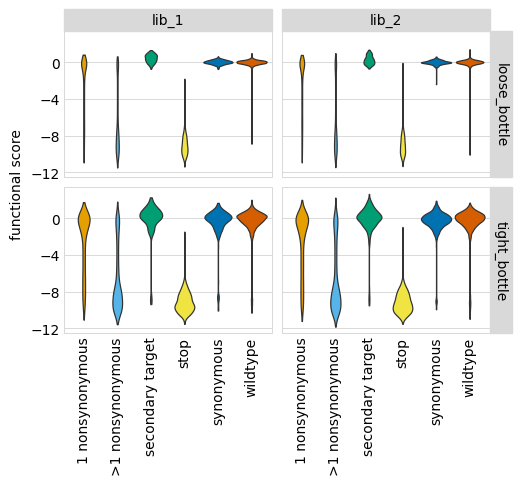 lib_1
lib_2
functional score
0
−4
−8
−12
loose_bottle
0
−4
−8
−12
tight_bottle
1 nonsynonymous
>1 nonsynonymous
secondary target
stop
synonymous
wildtype
1 nonsynonymous
>1 nonsynonymous
secondary target
stop
synonymous
wildtype